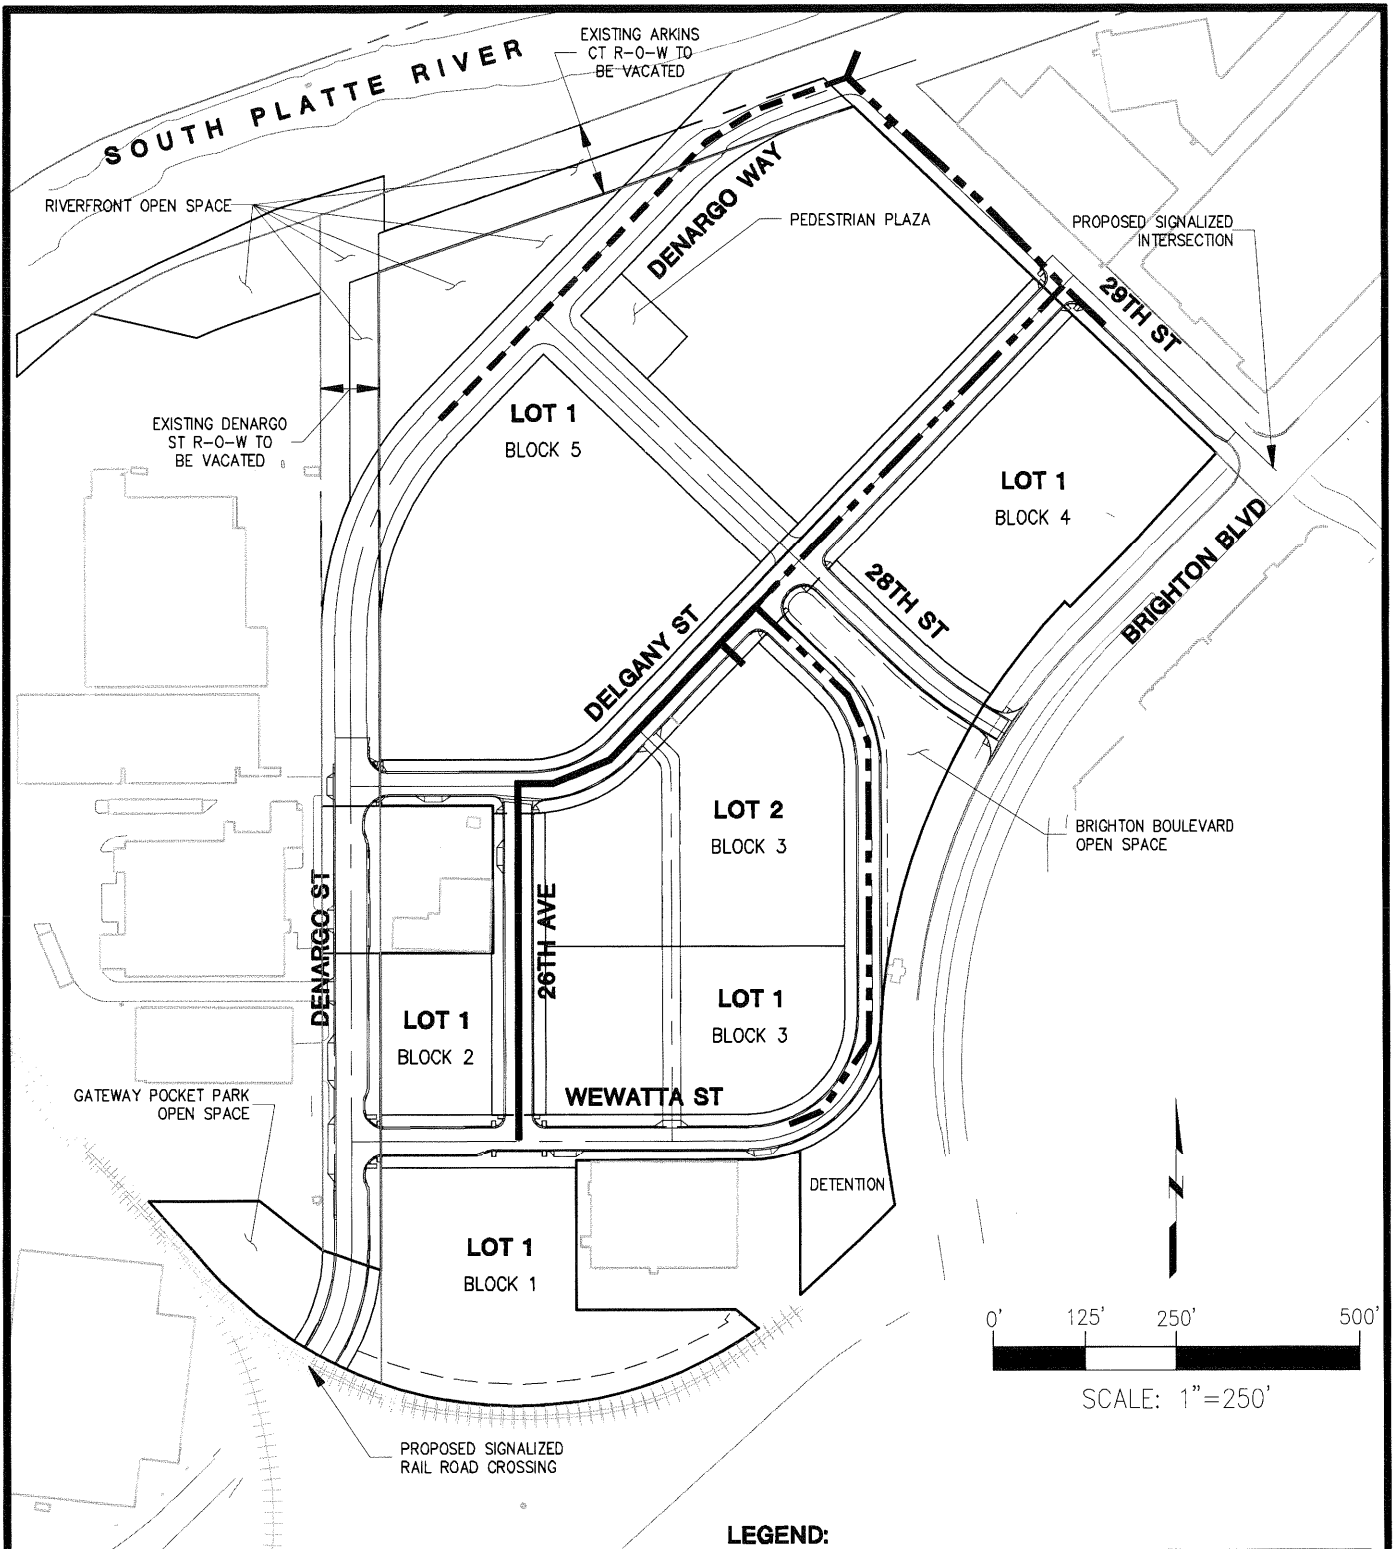 EXISTING ARKINS
CT R-O-W TO
BE VACATED
SOUTH PLATTE RIVER
RIVERFRONT OPEN SPACE
DENARGO WAY
PEDESTRIAN PLAZA
PROPOSED SIGNALIZED
INTERSECTION
29TH ST
EXISTING DENARGO
ST R-O-W TO
BE VACATED
LOT 1
BLOCK 5
LOT 1
BLOCK 4
BRIGHTON BLVD
28TH ST
DELGANY ST
LOT 2
BLOCK 3
BRIGHTON BOULEVARD
OPEN SPACE
DENARGO ST
26TH AVE
LOT 1
BLOCK 2
LOT 1
BLOCK 3
WEWATTA ST
GATEWAY POCKET PARK
OPEN SPACE
DETENTION
LOT 1
BLOCK 1
N
0' 125' 250' 500'
SCALE: 1"=250'
PROPOSED SIGNALIZED
RAIL ROAD CROSSING
LEGEND: